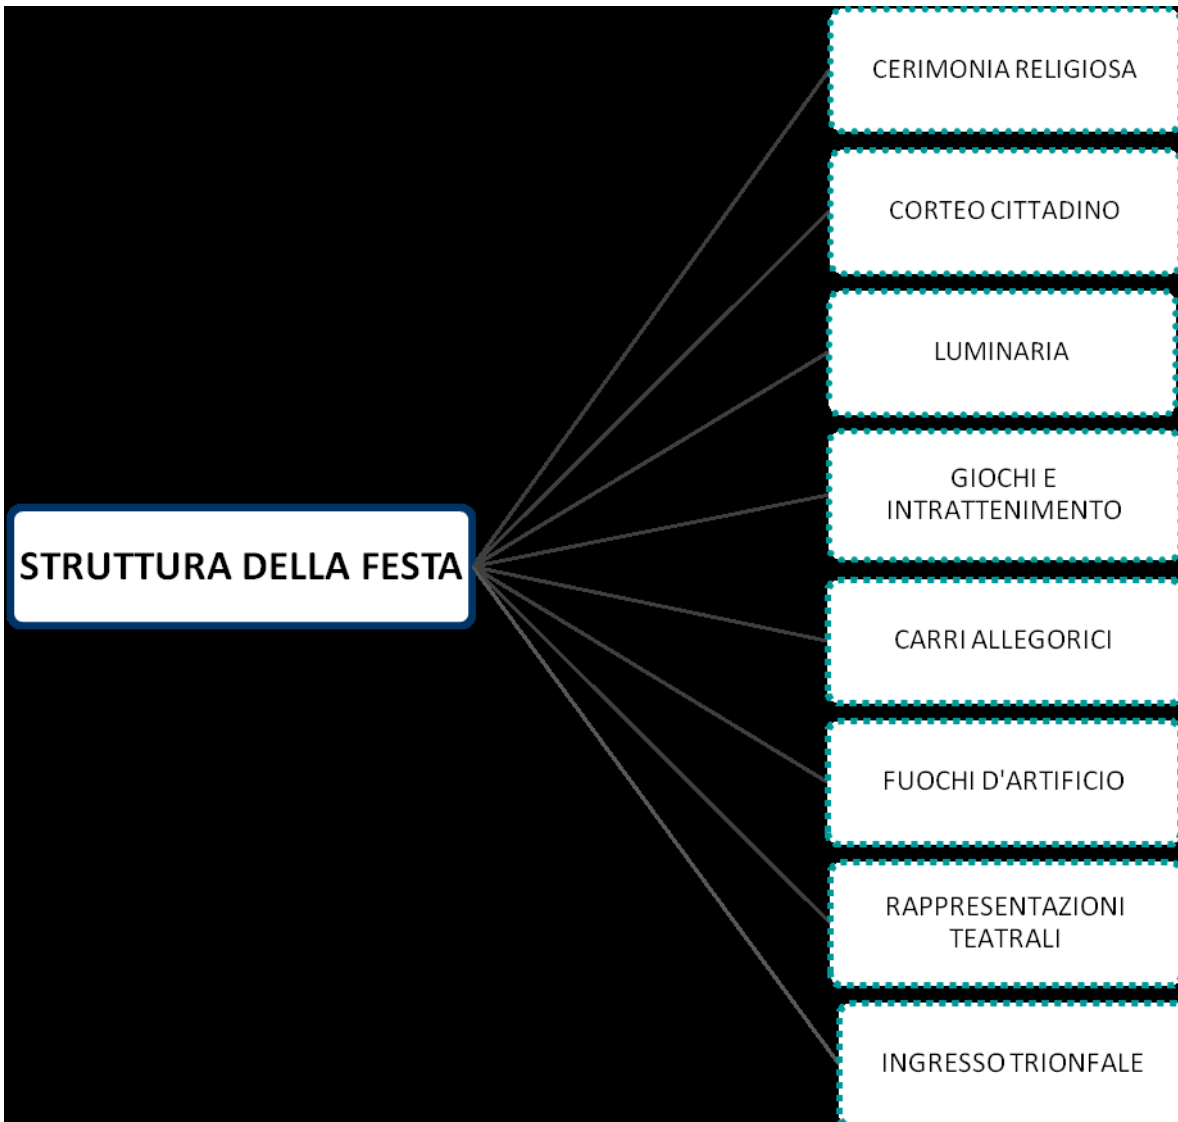 STRUTTURA DELLA FESTA
CERIMONIA RELIGIOSA
CORTEO CITTADINO
LUMINARIA
GIOCHI E
INTRATTENIMENTO
CARRI ALLEGORICI
FUOCHI D'ARTIFICIO
RAPPRESENTAZIONI
TEATRALI
INGRESSO TRIONFALE